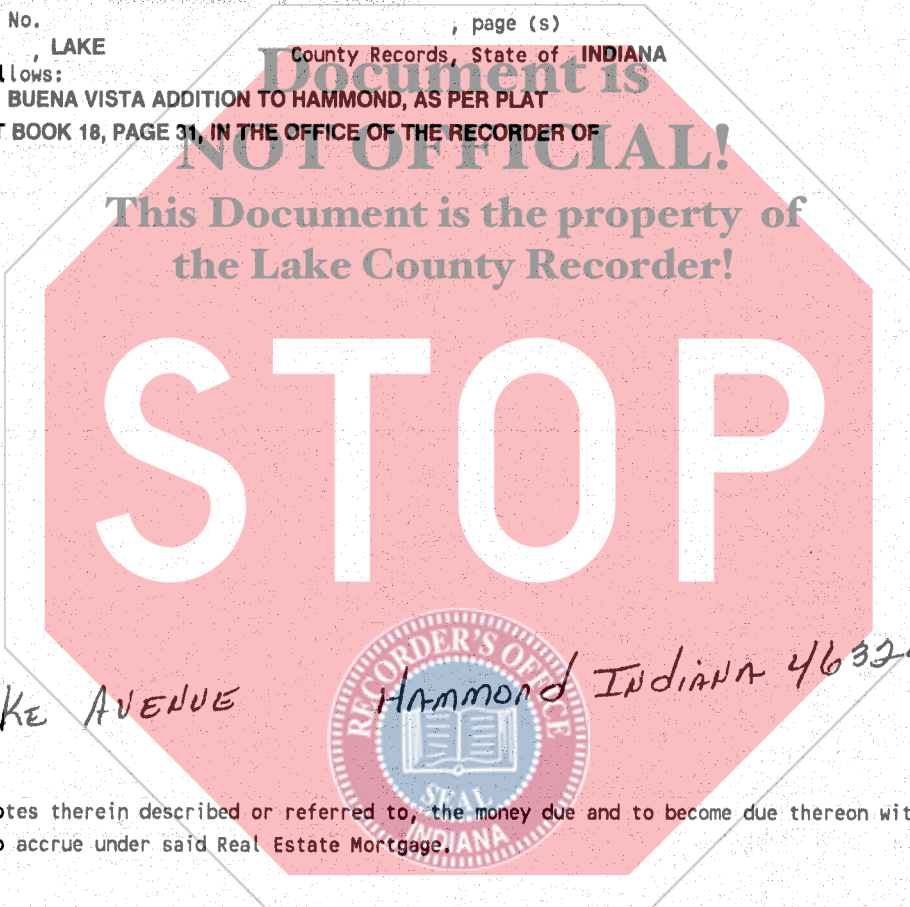 No. , page (s)
, LAKE County Records, State of INDIANA
llows:
Document is
BUENA VISTA ADDITION TO HAMMOND, AS PER PLAT
T BOOK 18, PAGE 31, IN THE OFFICE OF THE RECORDER OF
NOT OFFICIAL!
This Document is the property of
the Lake County Recorder!
STOP
RECORDER'S OFFICE
KE AVENUE HAMMOND INDIANA 4632
SEAL
INDIANA
otes therein described or referred to, the money due and to become due thereon wit
o accrue under said Real Estate Mortgage.